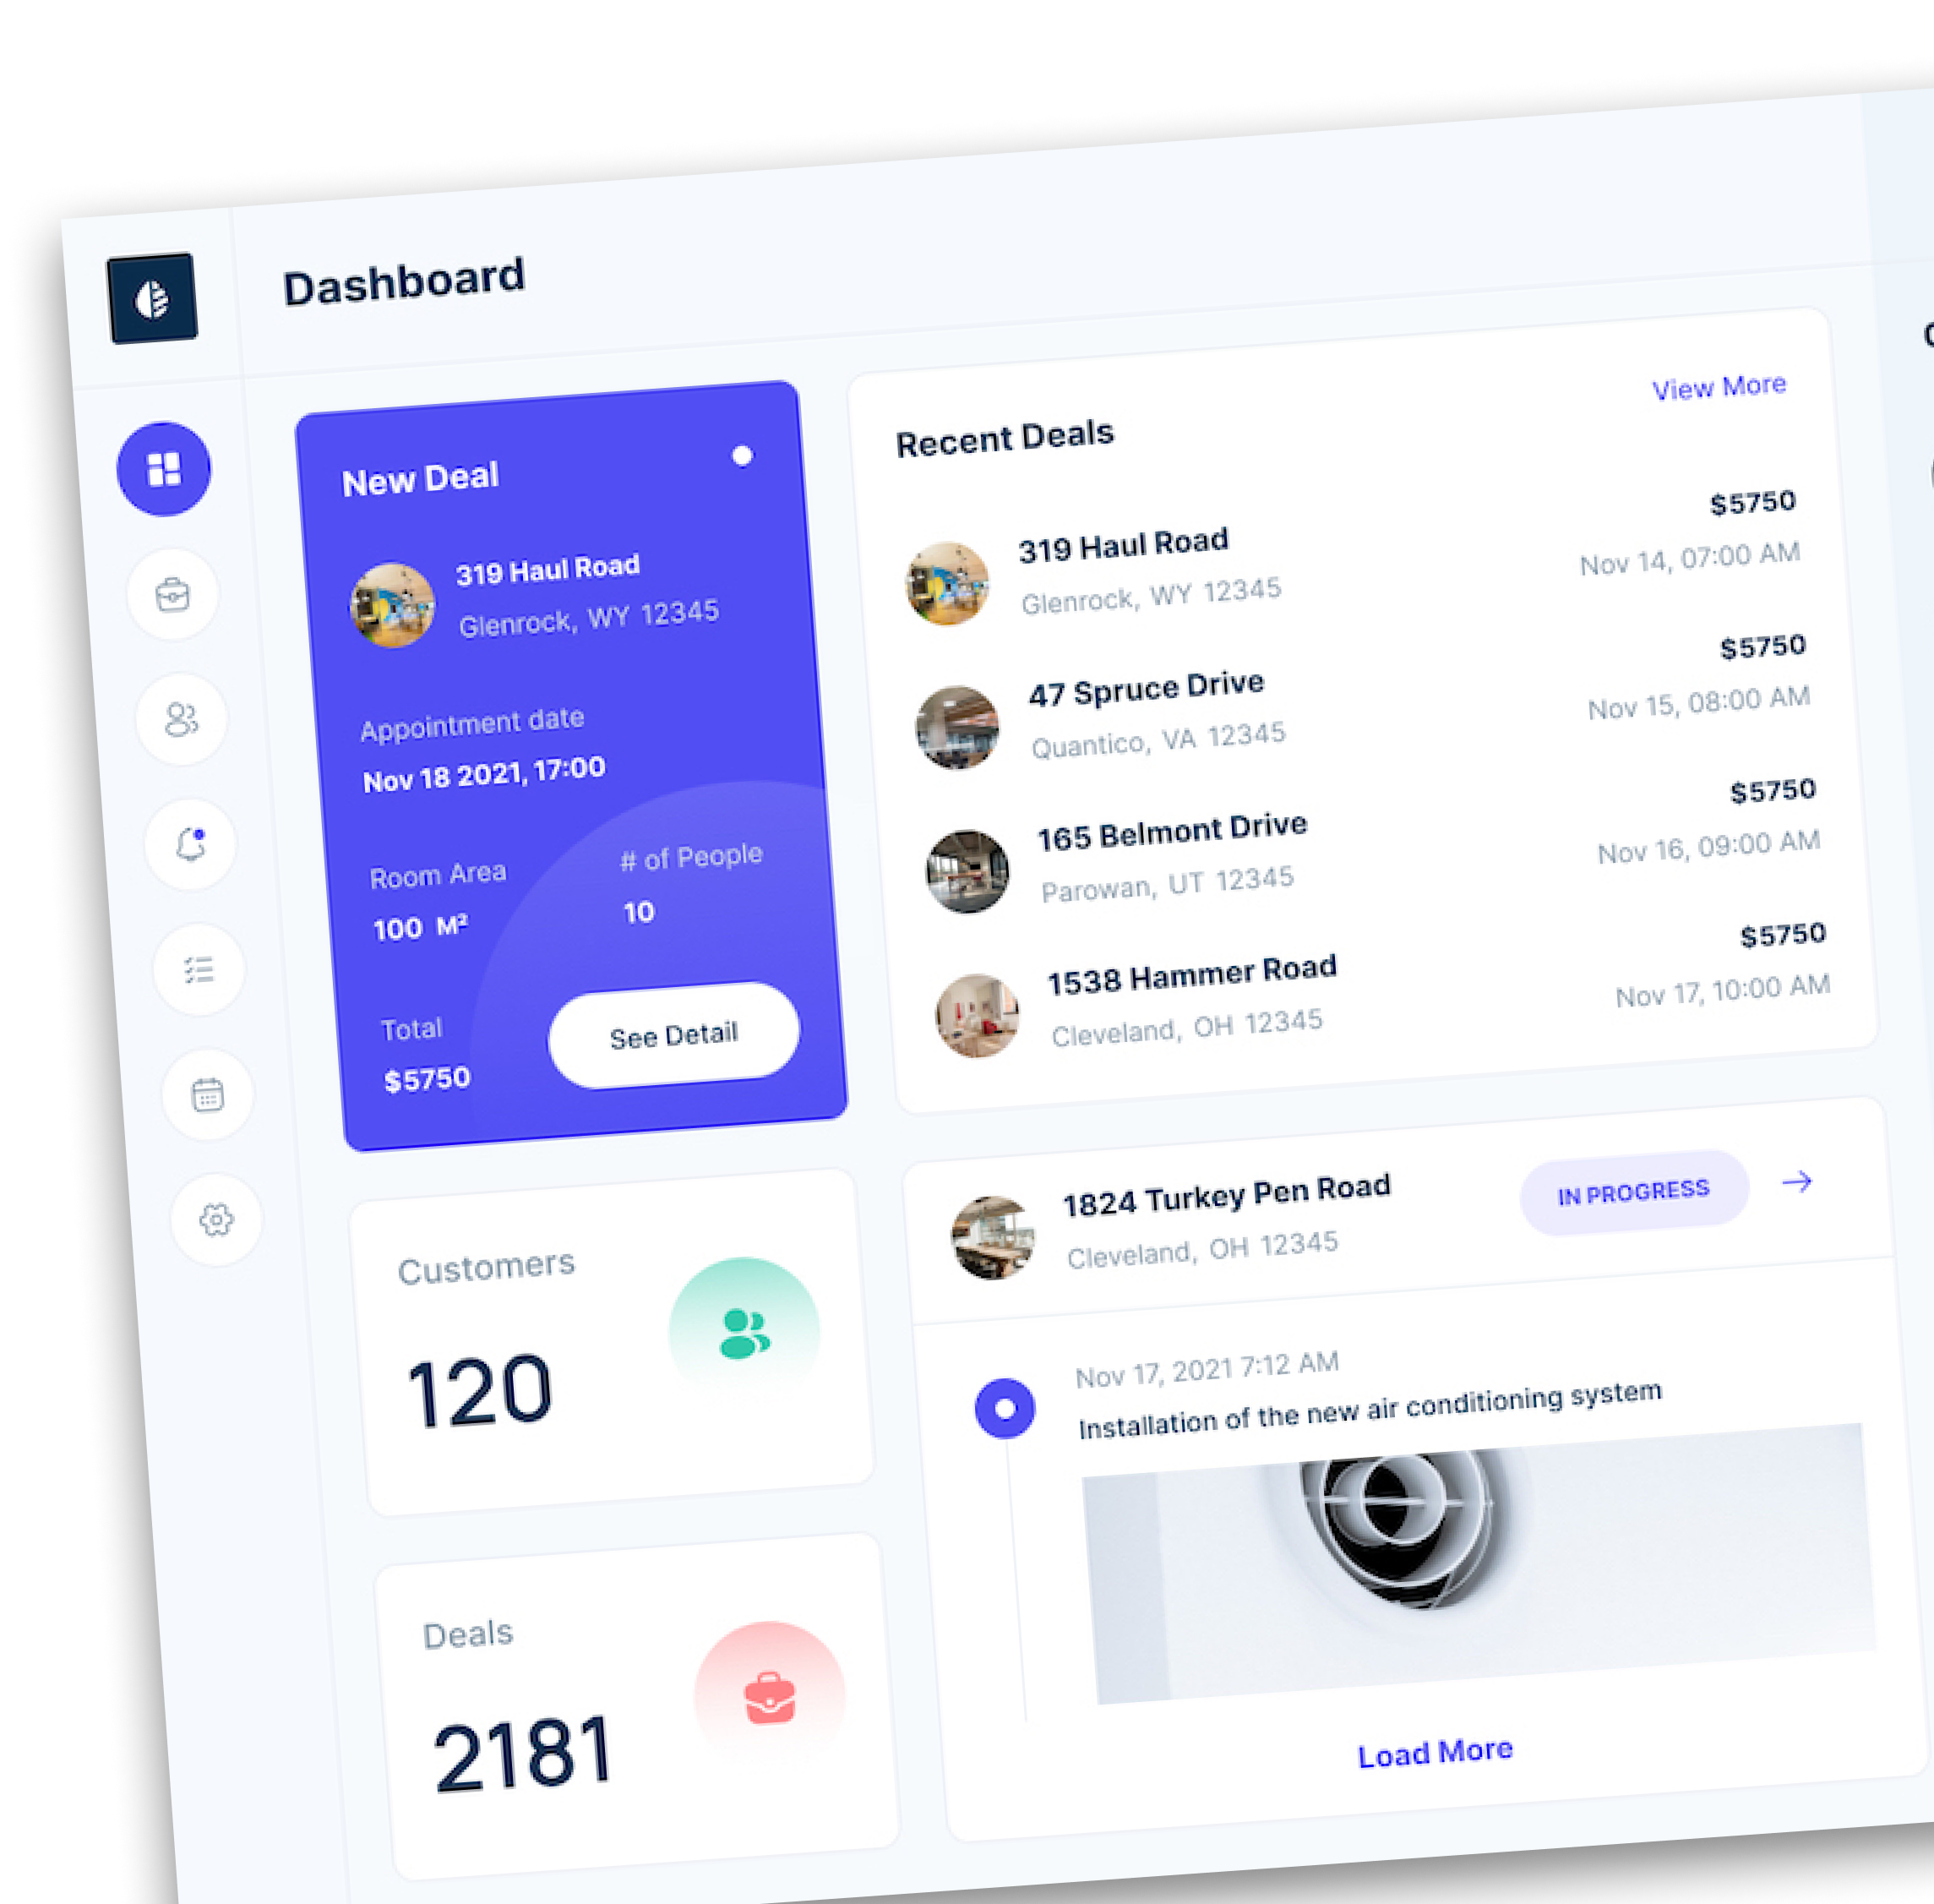 Dashboard
New Deal
319 Haul Road
Glenrock, WY 12345
Appointment date
Nov 18 2021, 17:00
Room Area
# of People
100 M²
10
Total
$5750
See Detail
Recent Deals
View More
319 Haul Road
Glenrock, WY 12345
$5750
Nov 14, 07:00 AM
47 Spruce Drive
Quantico, VA 12345
$5750
Nov 15, 08:00 AM
165 Belmont Drive
Parowan, UT 12345
$5750
Nov 16, 09:00 AM
1538 Hammer Road
Cleveland, OH 12345
$5750
Nov 17, 10:00 AM
Customers
120
Deals
2181
1824 Turkey Pen Road
Cleveland, OH 12345
IN PROGRESS
Nov 17, 2021 7:12 AM
Installation of the new air conditioning system
Load More